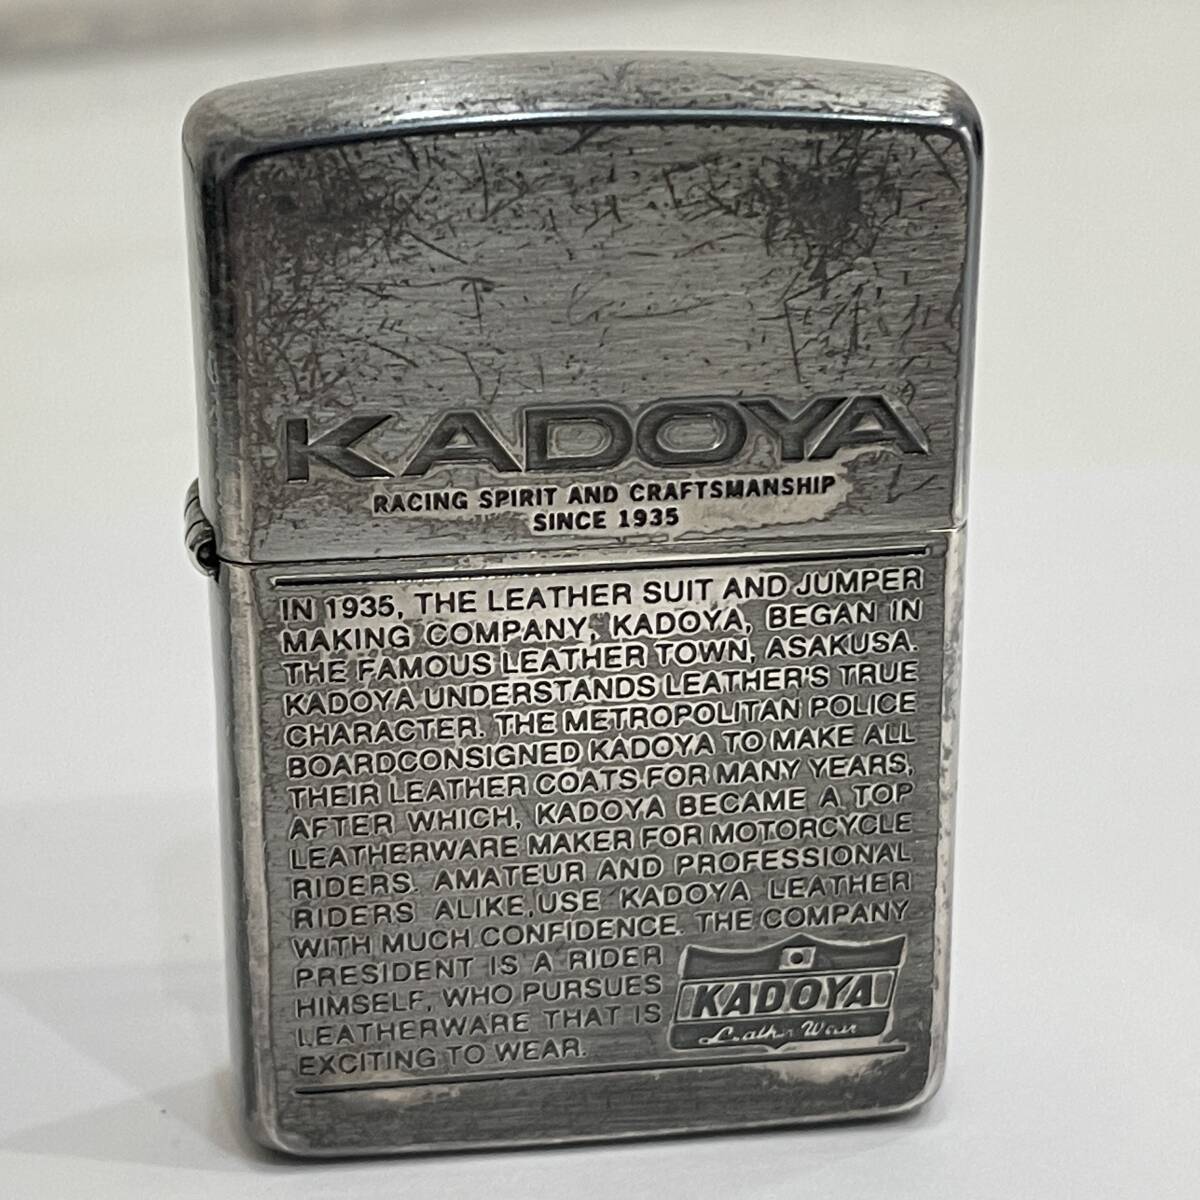 KADOYA
RACING SPIRIT AND CRAFTSMANSHIP
SINCE 1935
IN 1935, THE LEATHER SUIT AND JUMPER
MAKING COMPANY, KADOYA, BEGAN IN
THE FAMOUS LEATHER TOWN, ASAKUSA.
KADOYA UNDERSTANDS LEATHER'S TRUE
CHARACTER. THE METROPOLITAN POLICE
BOARDCONSIGNED KADOYA TO MAKE ALL
THEIR LEATHER COATS FOR MANY YEARS,
AFTER WHICH, KADOYA BECAME A TOP
LEATHERWARE MAKER FOR MOTORCYCLE
RIDERS. AMATEUR AND PROFESSIONAL
RIDERS ALIKE, USE KADOYA LEATHER
WITH MUCH CONFIDENCE. THE COMPANY
PRESIDENT IS A RIDER
HIMSELF, WHO PURSUES
LEATHERWARE THAT IS
EXCITING TO WEAR.
KADOYA
Leather Wear